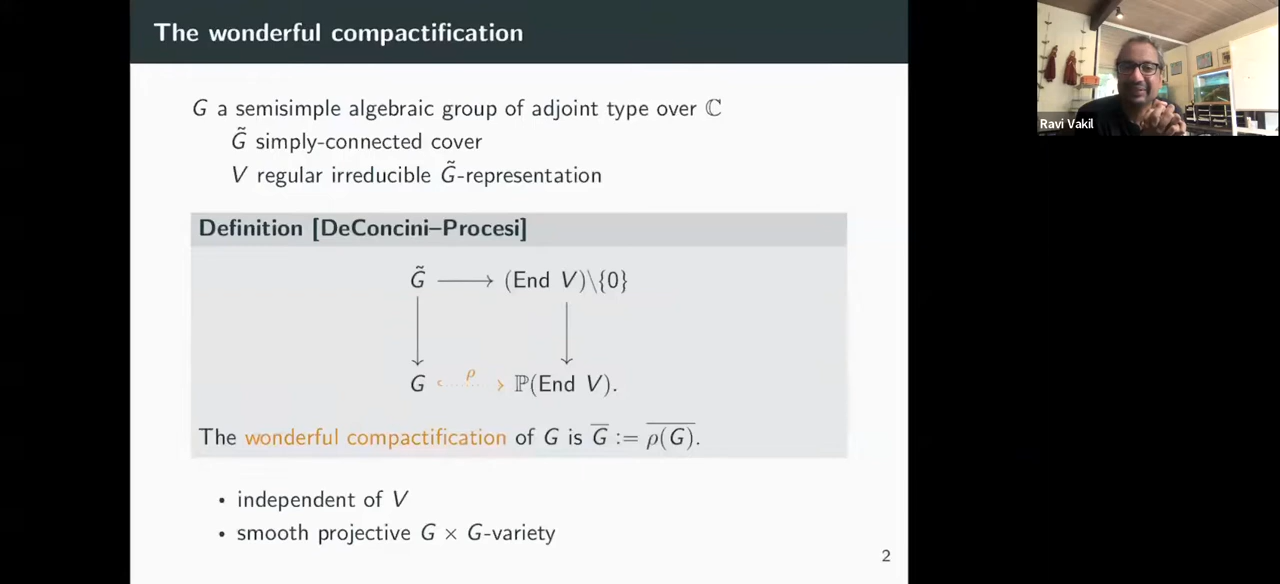 The wonderful compactification
G a semisimple algebraic group of adjoint type over ℂ
G̃ simply-connected cover
V regular irreducible G̃-representation
Definition [DeConcini–Procesi]
G̃ ⟶ (End V)\{0}
G ρ ℙ(End V).
The wonderful compactification of G is G̅ := \overline{ρ(G)}.
• independent of V
• smooth projective G × G-variety
2
Ravi Vakil